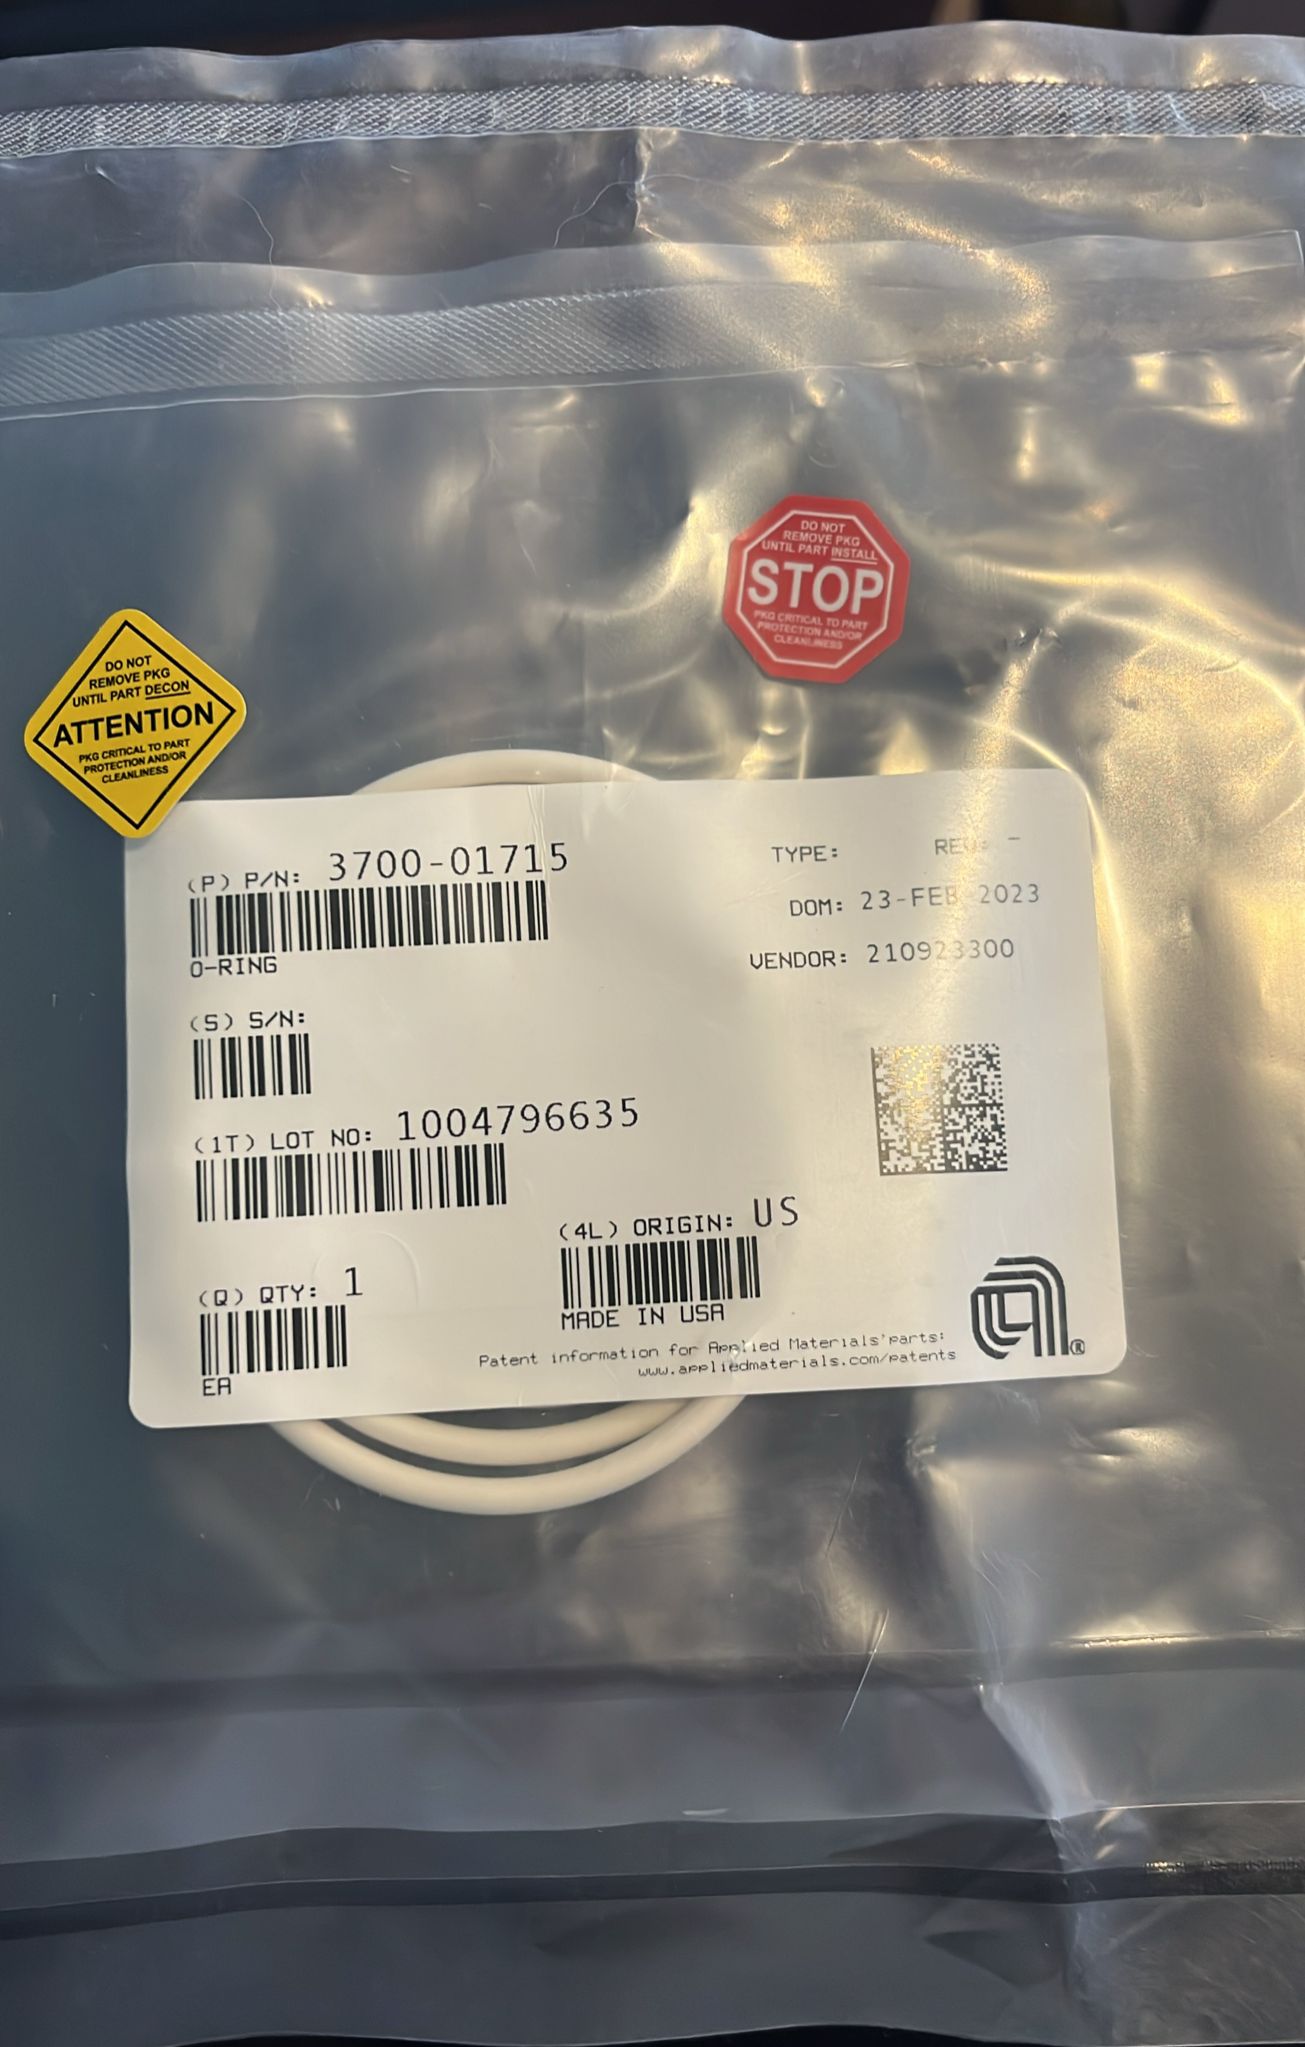 DO NOT
REMOVE PKG
UNTIL PART INSTALL
STOP
PKG CRITICAL TO PART
PROTECTION AND/OR
CLEANLINESS
DO NOT
REMOVE PKG
UNTIL PART DECON
ATTENTION
PKG CRITICAL TO PART
PROTECTION AND/OR
CLEANLINESS
(P) P/N: 3700-01715
O-RING
TYPE: REV: -
DOM: 23-FEB 2023
VENDOR: 210923300
(S) S/N:
(1T) LOT NO: 1004796635
(4L) ORIGIN: US
MADE IN USA
(Q) QTY: 1
EA
Patent information for Applied Materials' parts:
www.appliedmaterials.com/patents
®